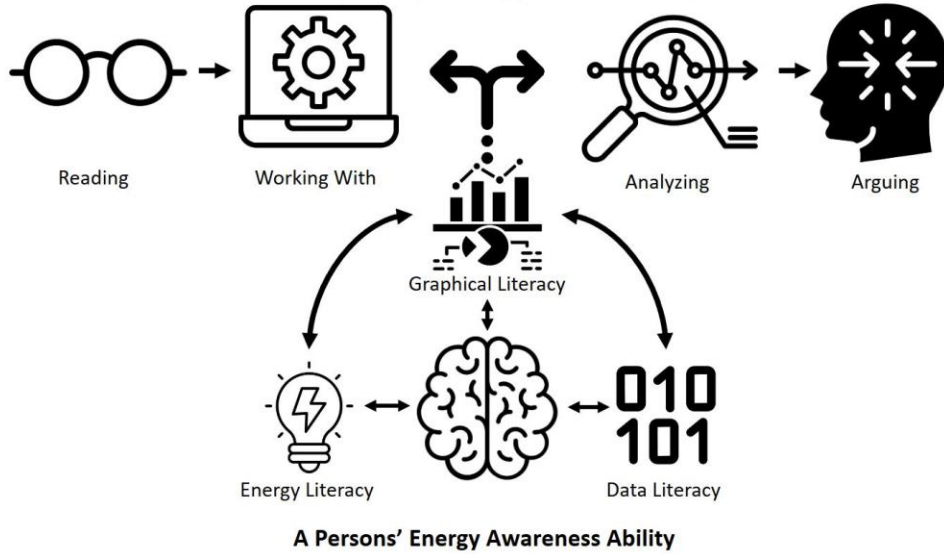 Reading
Working With
Analyzing
Arguing
Graphical Literacy
010
101
Energy Literacy
Data Literacy
A Persons' Energy Awareness Ability